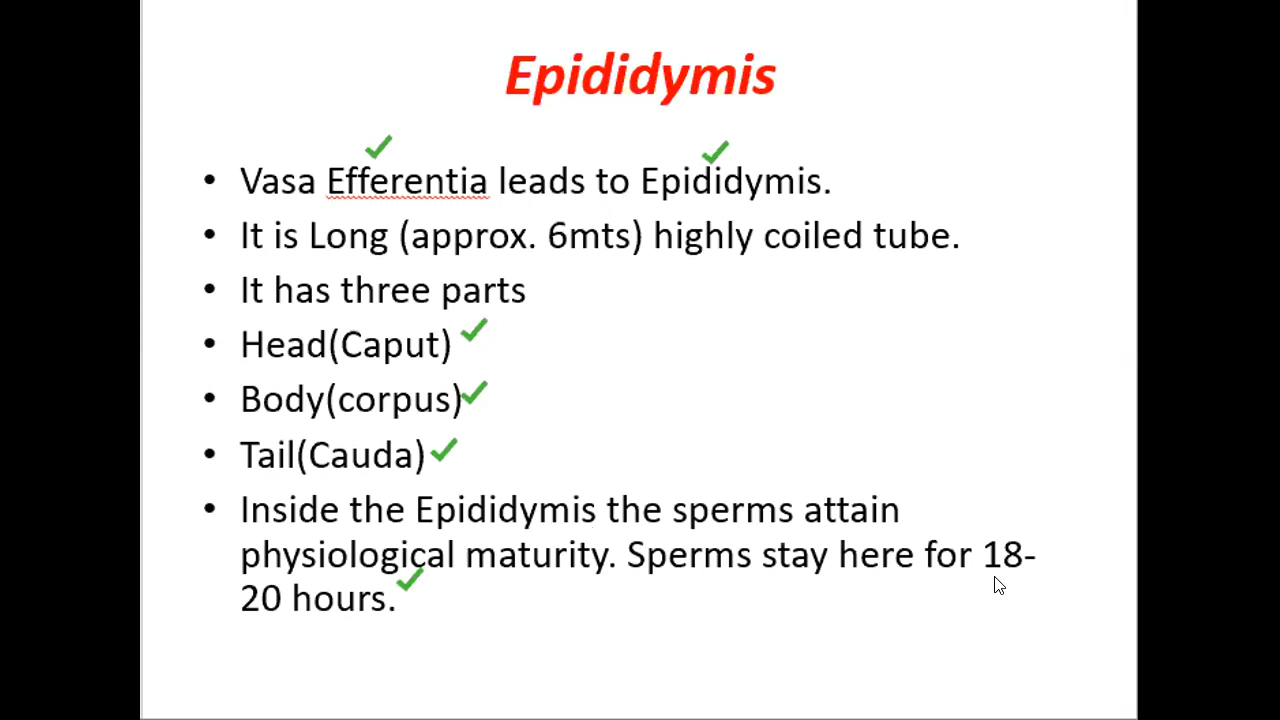 Epididymis
• Vasa Efferentia leads to Epididymis.
• It is Long (approx. 6mts) highly coiled tube.
• It has three parts
• Head(Caput)
• Body(corpus)
• Tail(Cauda)
• Inside the Epididymis the sperms attain
physiological maturity. Sperms stay here for 18-
20 hours.